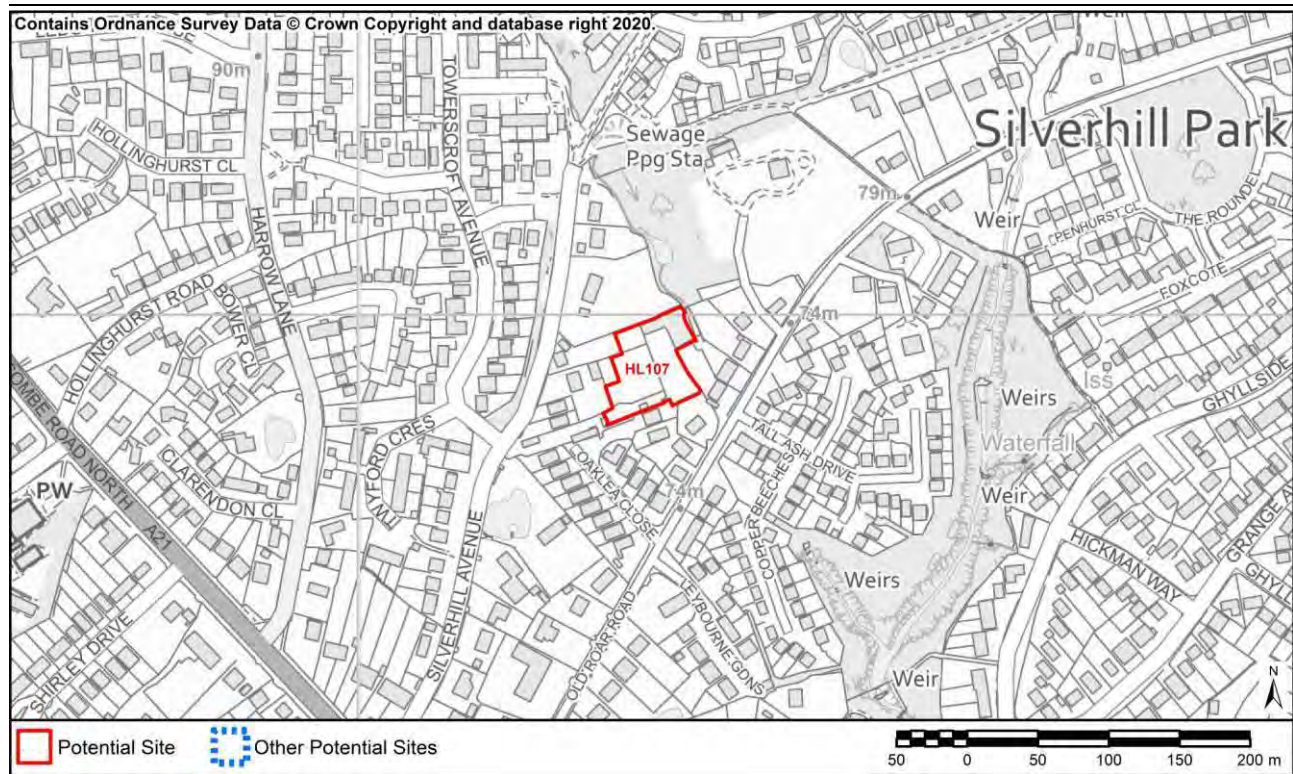 Contains Ordnance Survey Data © Crown Copyright and database right 2020.
Weir
90m
HOLLINGHURST CL
HARROW LANE
TOWERSCROFT AVENUE
Sewage
Ppg Sta
Silverhill Park
79m
Weir
THE ROUNDEL
FOXCOTE
HOLLINGHURST ROAD
BOWER CL
74m
HL107
Iss
GHYLLSIDE
Weirs
Waterfall
Weir
TALL ASH DRIVE
COPPER BEECHES
OAKLEA CLOSE
74m
TWYFORD CRES
CLARENDON CL
PW
A21
SILVERHILL AVENUE
HICKMAN WAY
Weirs
LEYBOURNE GDNS
OLD ROAR ROAD
SHIRLEY DRIVE
Weir
N
Potential Site
Other Potential Sites
50 0 50 100 150 200 m